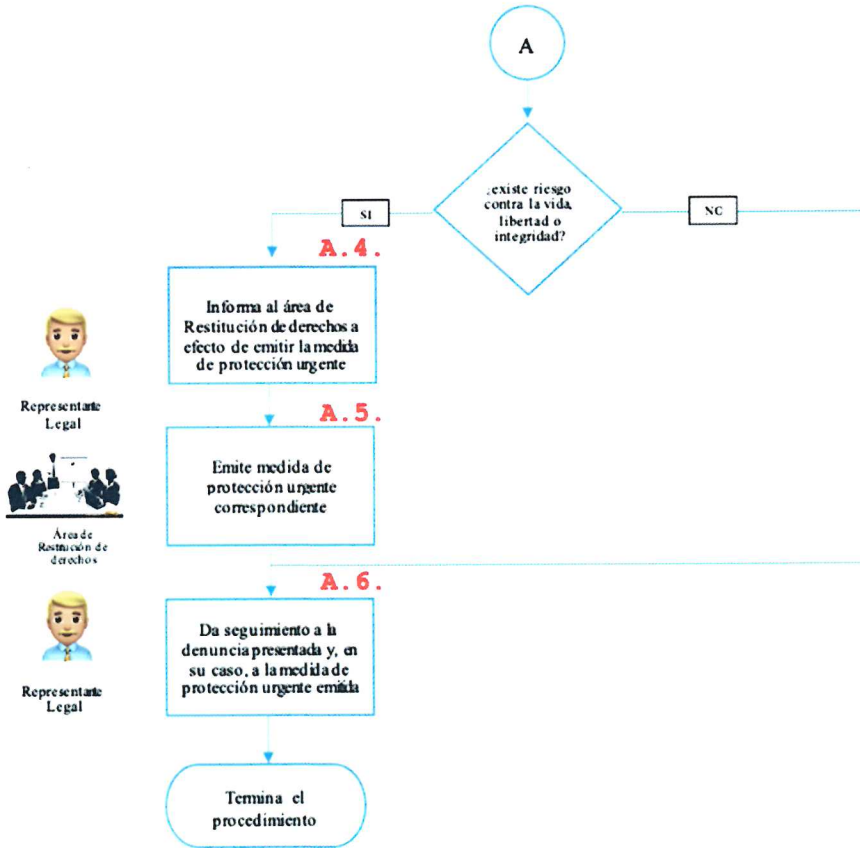 A
¿existe riesgo
contra la vida,
libertad o
integridad?
SI
NC
A.4.
Informa al área de
Restitución de derechos a
efecto de emitir la medida
de protección urgente
Representante
Legal
A.5.
Emite medida de
protección urgente
correspondiente
Área de
Restitución de
derechos
A.6.
Da seguimiento a la
denuncia presentada y, en
su caso, a la medida de
protección urgente emitida
Representante
Legal
Termina el
procedimiento